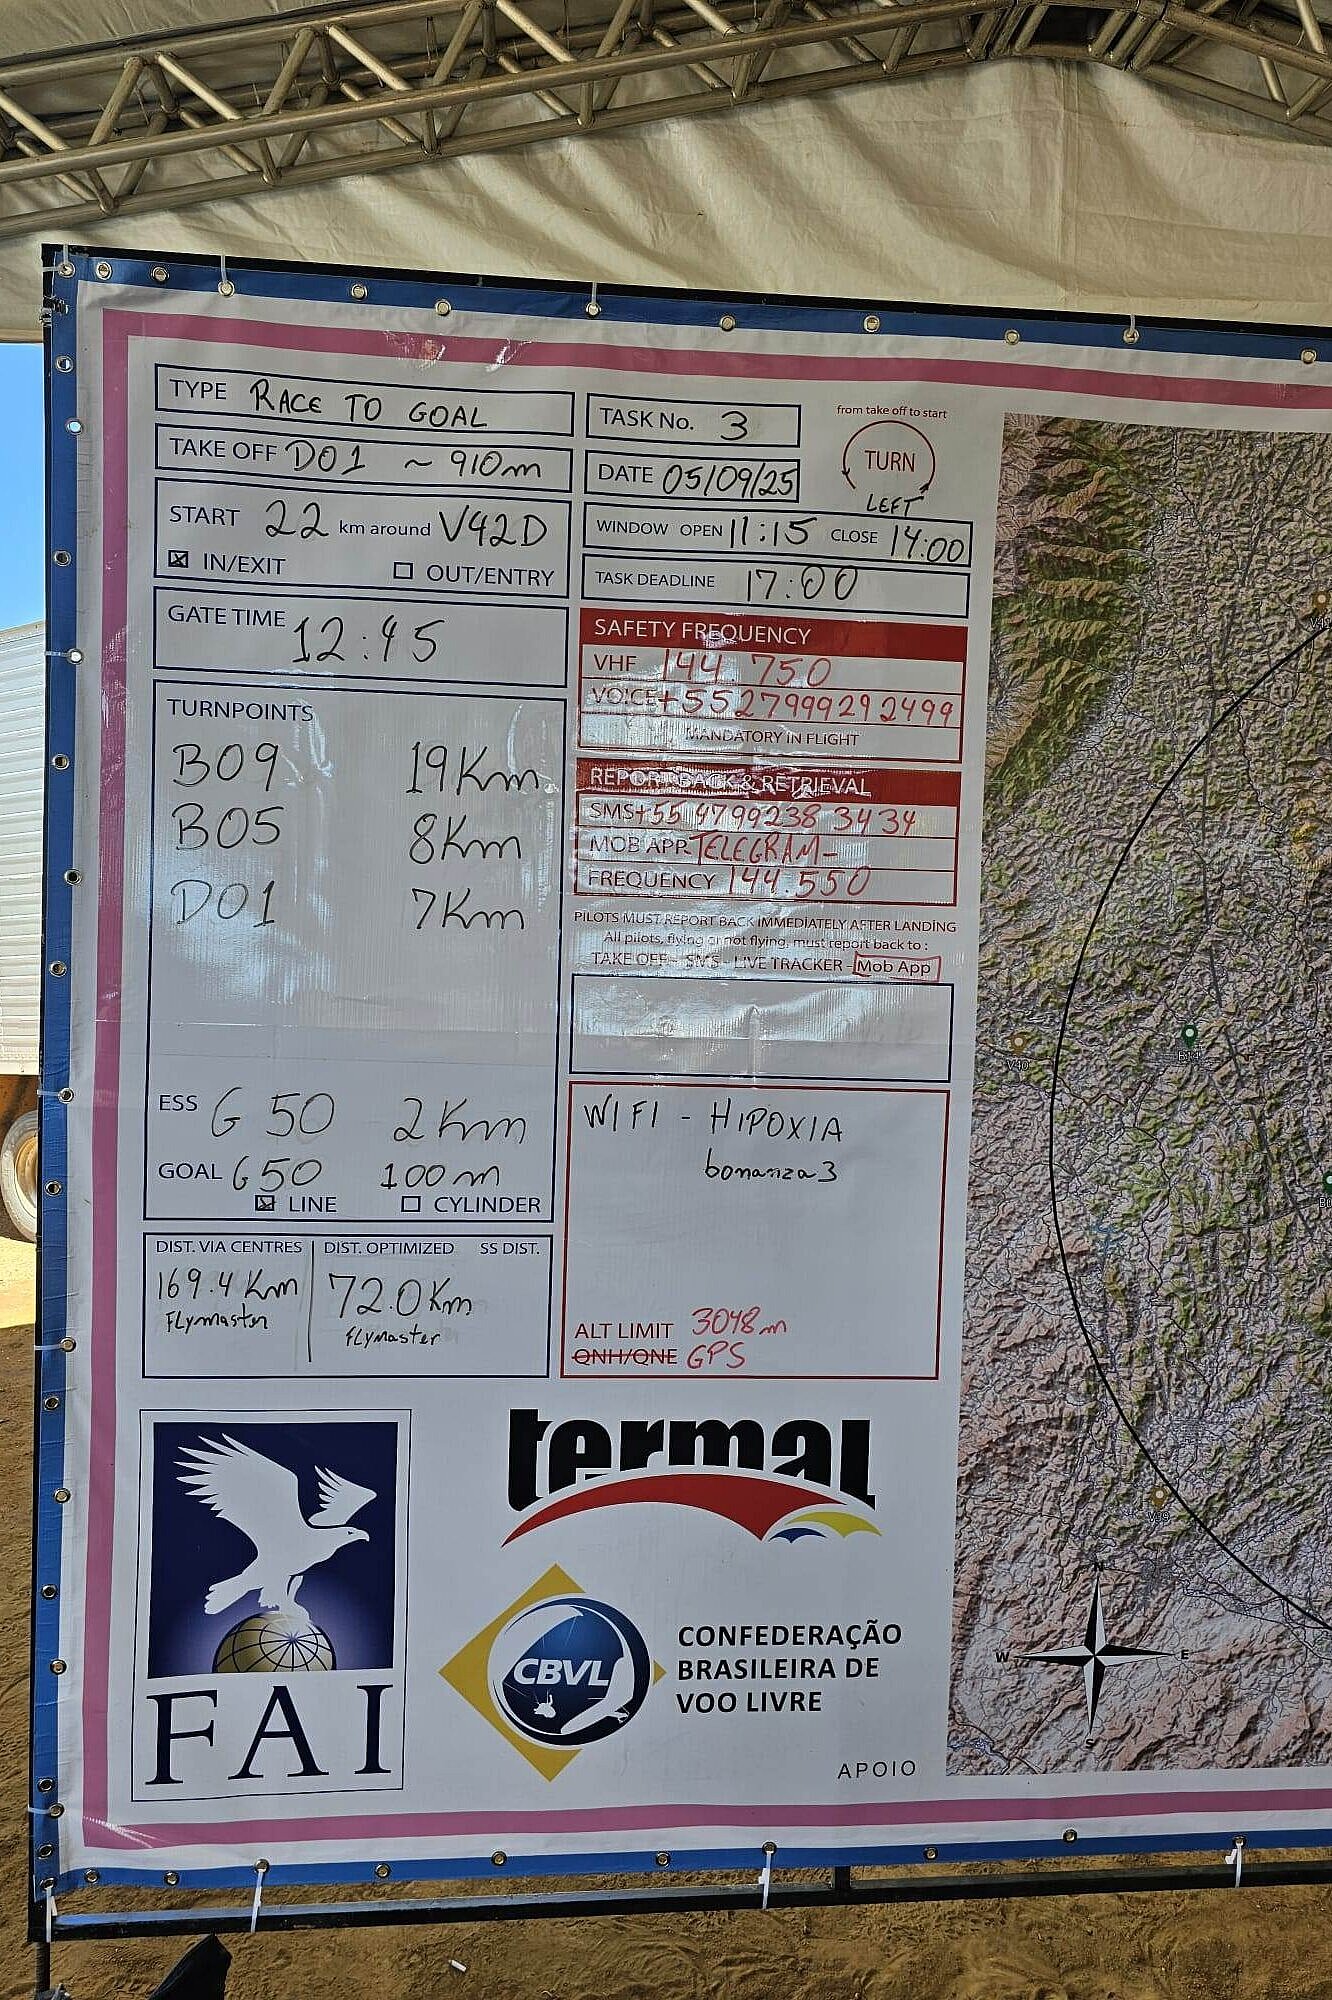 TYPE RACE TO GOAL
TAKE OFF D01 ~ 910m
START 22 km around V42D
IN/EXIT OUT/ENTRY
GATE TIME 12:45
TURNPOINTS
B09 19Km
B05 8Km
D01 7Km
ESS G50 2Km
GOAL G50 100m
LINE CYLINDER
DIST. VIA CENTRES DIST. OPTIMIZED SS DIST.
169.4 Km 72.0 Km
FLymaster FLymaster
TASK No. 3
DATE 05/09/25
from take off to start
TURN
LEFT
WINDOW OPEN 11:15 CLOSE 14:00
TASK DEADLINE 17:00
SAFETY FREQUENCY
VHF 144 750
VOICE +55 27999292499
MANDATORY IN FLIGHT
REPORT BACK & RETRIEVAL
SMS +55 4799238 3434
MOB APP TELEGRAM-
FREQUENCY 144.550
PILOTS MUST REPORT BACK IMMEDIATELY AFTER LANDING
All pilots, flying or not flying, must report back to :
TAKE OFF - SMS - LIVE TRACKER - Mob App
WIFI - HIPOXIA
bonanza3
ALT LIMIT 3048m
QNH/QNE GPS
FAI
termal
CBVL
CONFEDERAÇÃO
BRASILEIRA DE
VOO LIVRE
APOIO
V40
B14
V39
N
W E
S